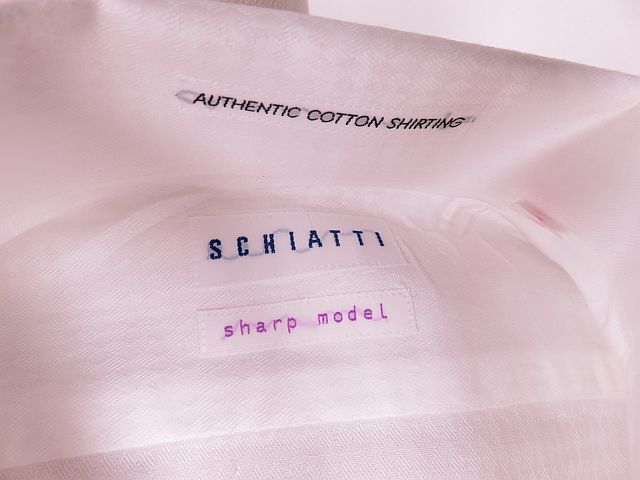 AUTHENTIC COTTON SHIRTING
SCHIATTI
sharp model